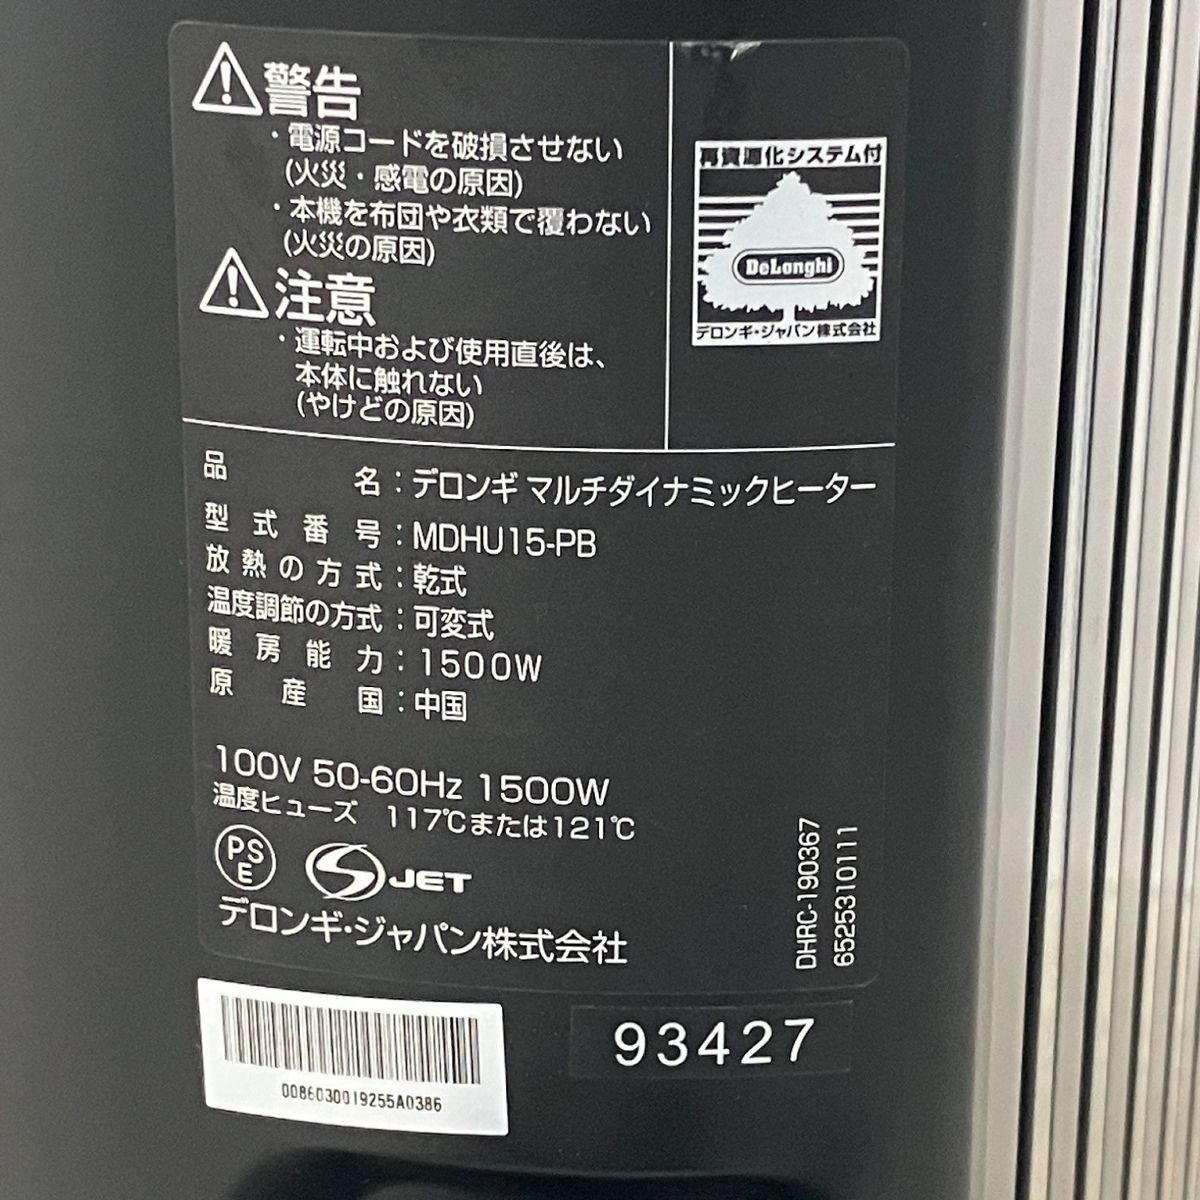 警告
・電源コードを破損させない
(火災・感電の原因)
・本機を布団や衣類で覆わない
(火災の原因)
注意
・運転中および使用直後は、
本体に触れない
(やけどの原因)
再資源化システム付
DeLonghi
デロンギ・ジャパン株式会社
品名：デロンギ マルチダイナミックヒーター
型式番号：MDHU15-PB
放熱の方式：乾式
温度調節の方式：可変式
暖房能力：1500W
原産国：中国
100V 50-60Hz 1500W
温度ヒューズ 117℃または121℃
PSE
S JET
デロンギ・ジャパン株式会社
DHRC-190367
6525310111
0086030019255A0386
93427